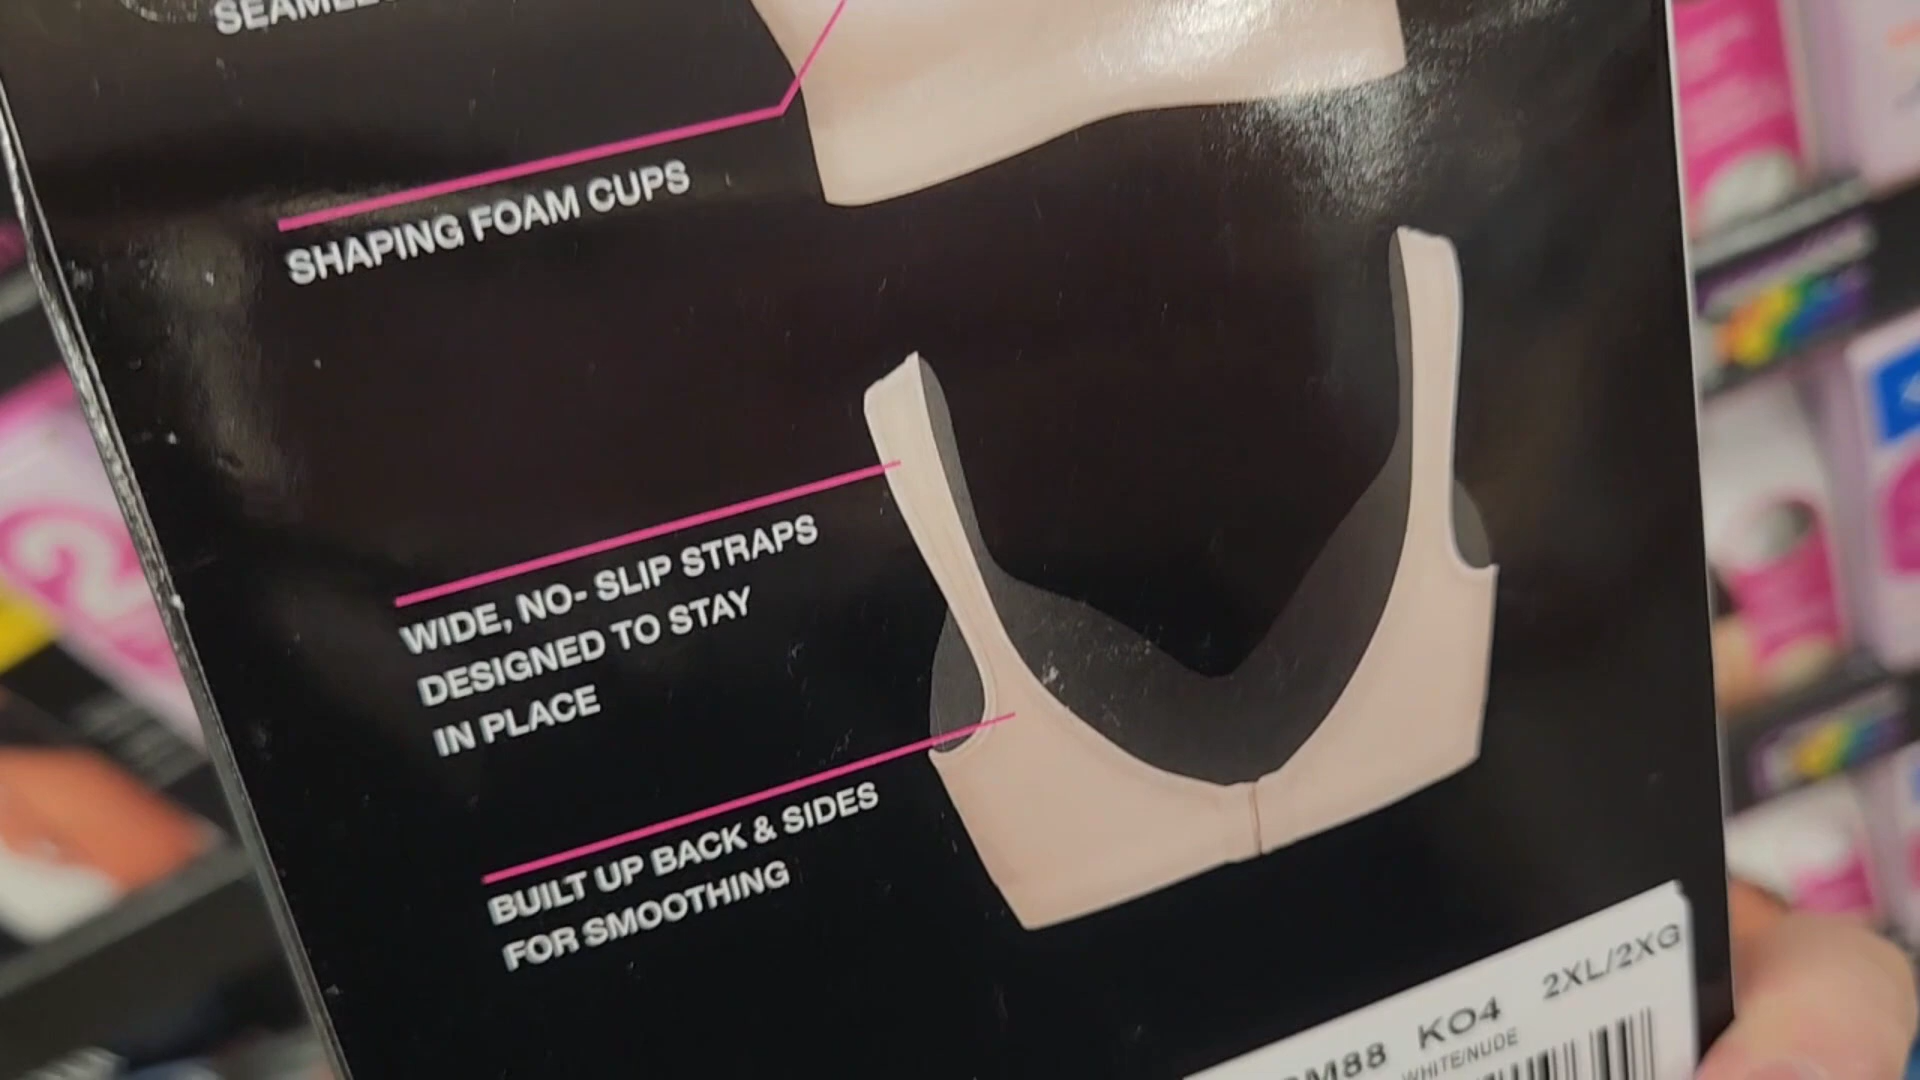 SHAPING FOAM CUPS
WIDE, NO- SLIP STRAPS
DESIGNED TO STAY
IN PLACE
BUILT UP BACK & SIDES
FOR SMOOTHING
KO4 2XL/2XG
WHITE/NUDE